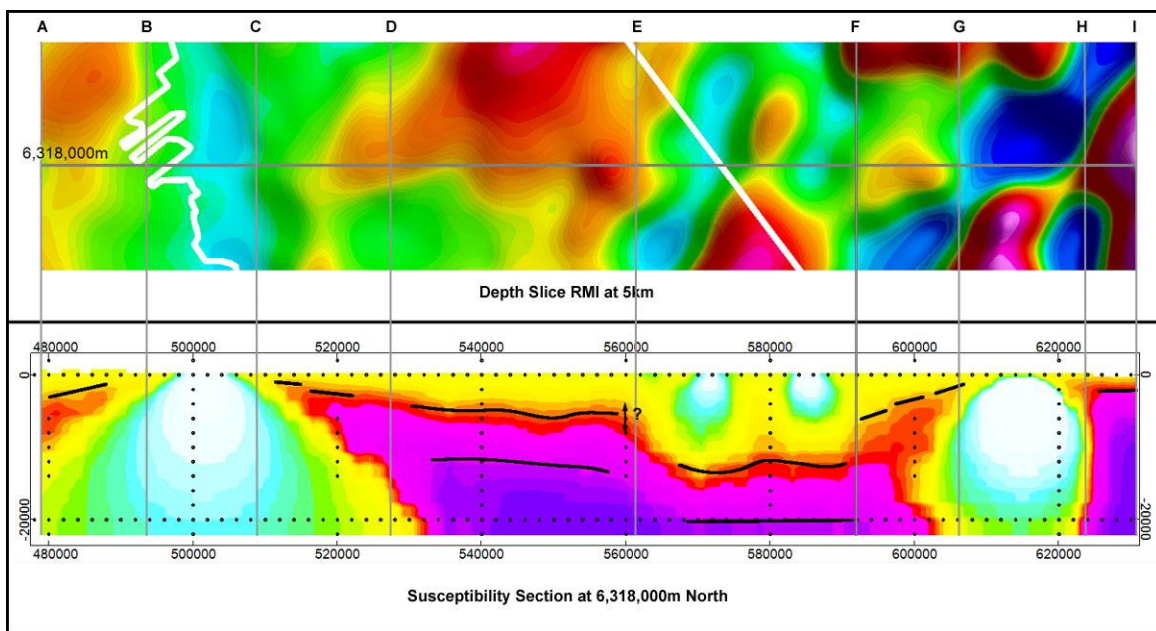 A B C D E F G H I
6,318,000m
Depth Slice RMI at 5km
480000 500000 520000 540000 560000 580000 600000 620000
0 0
?
-20000 -20000
480000 500000 520000 540000 560000 580000 600000 620000
Susceptibility Section at 6,318,000m North